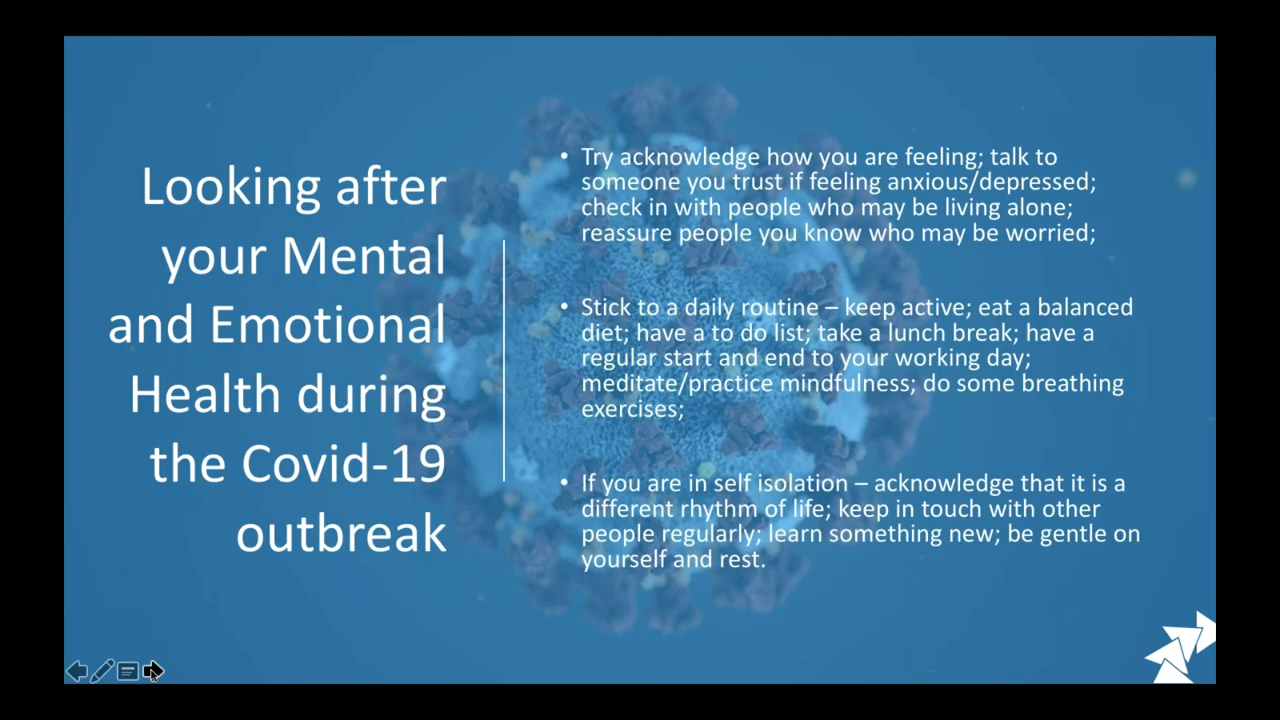 Looking after
your Mental
and Emotional
Health during
the Covid-19
outbreak
• Try acknowledge how you are feeling; talk to
someone you trust if feeling anxious/depressed;
check in with people who may be living alone;
reassure people you know who may be worried;
• Stick to a daily routine – keep active; eat a balanced
diet; have a to do list; take a lunch break; have a
regular start and end to your working day;
meditate/practice mindfulness; do some breathing
exercises;
• If you are in self isolation – acknowledge that it is a
different rhythm of life; keep in touch with other
people regularly; learn something new; be gentle on
yourself and rest.